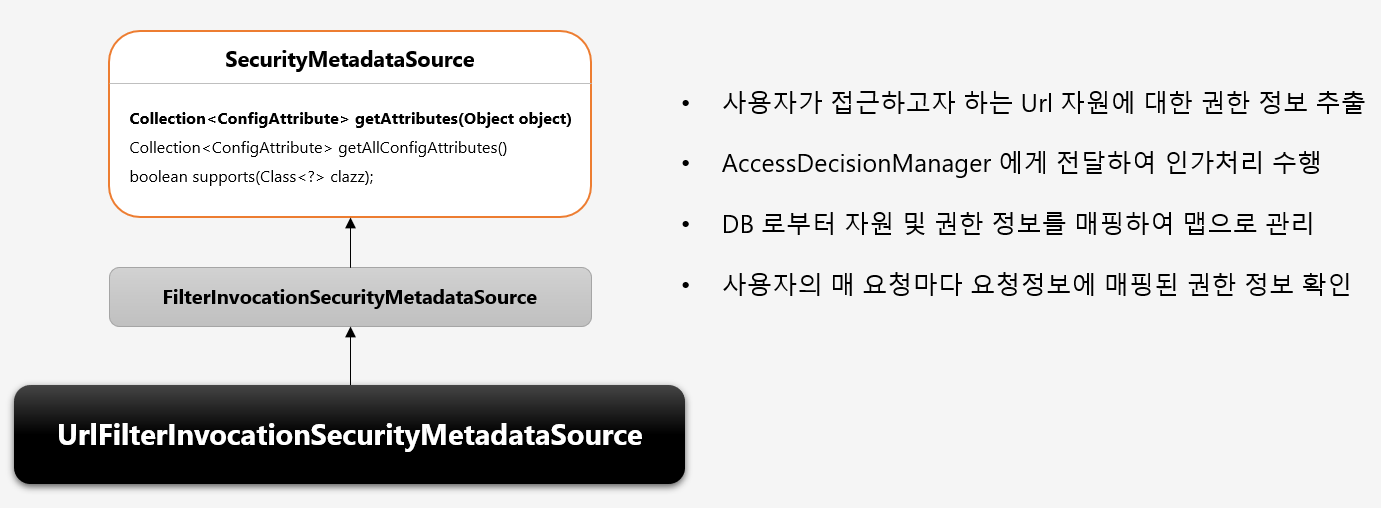 SecurityMetadataSource
Collection<ConfigAttribute> getAttributes(Object object)
Collection<ConfigAttribute> getAllConfigAttributes()
boolean supports(Class<?> clazz);
FilterInvocationSecurityMetadataSource
UrlFilterInvocationSecurityMetadataSource
• 사용자가 접근하고자 하는 Url 자원에 대한 권한 정보 추출
• AccessDecisionManager 에게 전달하여 인가처리 수행
• DB 로부터 자원 및 권한 정보를 매핑하여 맵으로 관리
• 사용자의 매 요청마다 요청정보에 매핑된 권한 정보 확인